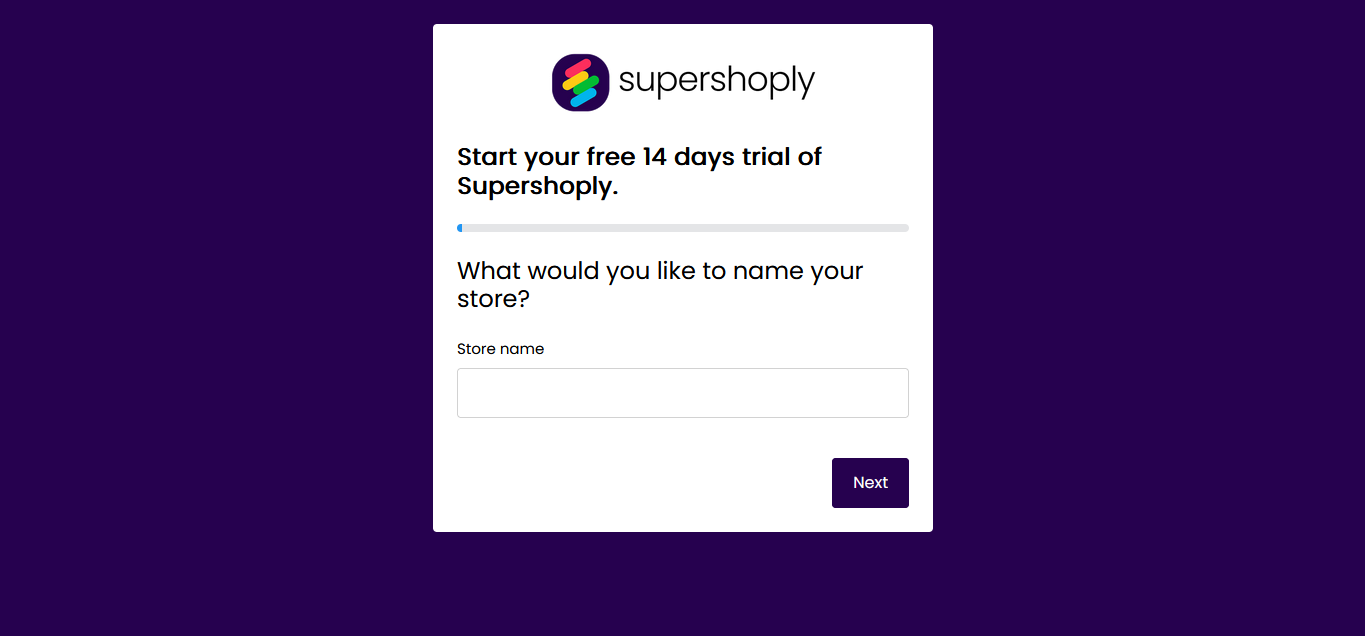 supershoply
Start your free 14 days trial of
Supershoply.
What would you like to name your
store?
Store name
Next